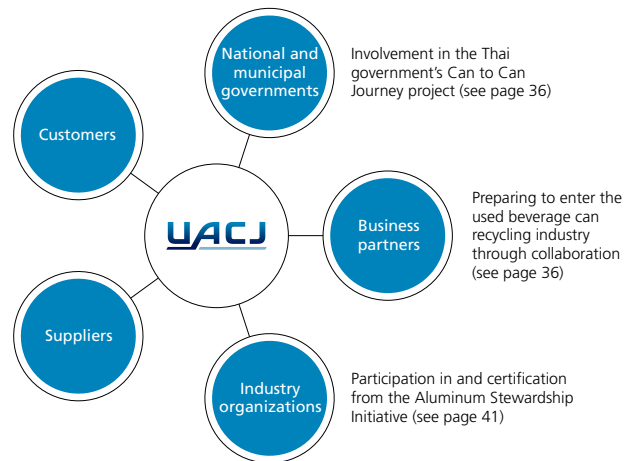 National and
municipal
governments
Involvement in the Thai
government's Can to Can
Journey project (see page 36)
Customers
UACJ
Business
partners
Preparing to enter the
used beverage can
recycling industry
through collaboration
(see page 36)
Suppliers
Industry
organizations
Participation in and certification
from the Aluminum Stewardship
Initiative (see page 41)